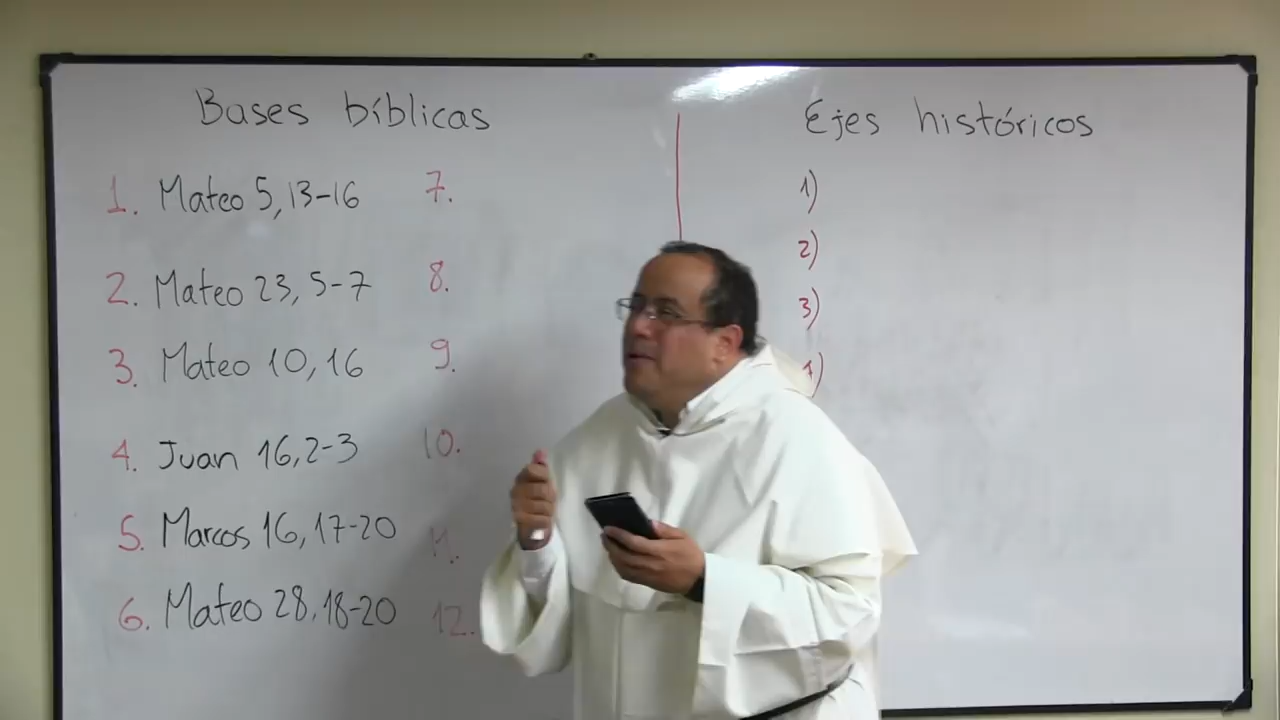 Bases bíblicas
1. Mateo 5,13-16
2. Mateo 23, 5-7
3. Mateo 10, 16
4. Juan 16,2-3
5. Marcos 16, 17-20
6. Mateo 28,18-20
7.
8.
9.
10.
11.
12.
Ejes históricos
1)
2)
3)
4)